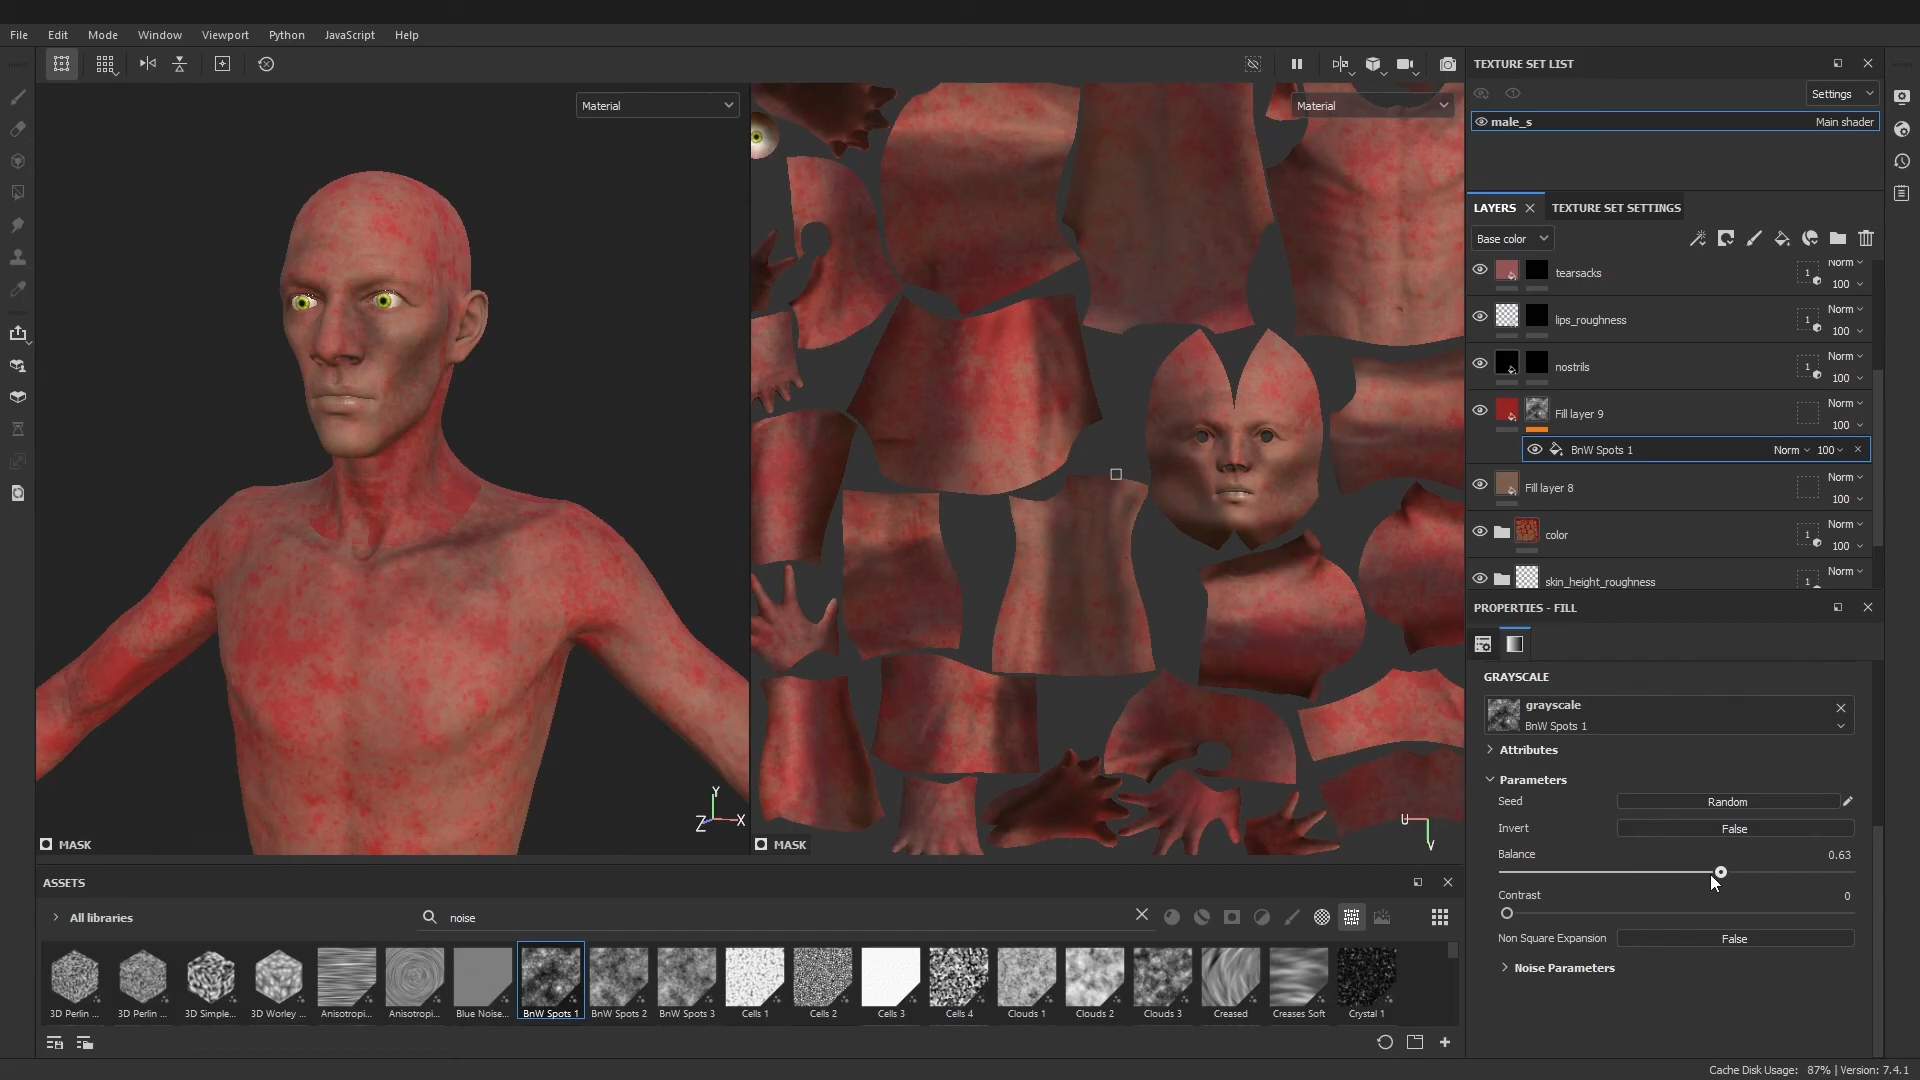 File Edit Mode Window Viewport Python JavaScript Help
Material
Material
MASK
MASK
Y
Z
X
U
V
TEXTURE SET LIST
Settings
male_s Main shader
LAYERS TEXTURE SET SETTINGS
Base color
tearsacks 1 Norm 100
lips_roughness 1 Norm 100
nostrils 1 Norm 100
Fill layer 9 Norm 100
BnW Spots 1 Norm 100
Fill layer 8 Norm 100
color 1 Norm 100
skin_height_roughness 1 Norm
PROPERTIES - FILL
GRAYSCALE
grayscale
BnW Spots 1
Attributes
Parameters
Seed Random
Invert False
Balance 0.63
Contrast 0
Non Square Expansion False
Noise Parameters
ASSETS
All libraries
noise
3D Perlin ... 3D Perlin ... 3D Simple... 3D Worley ... Anisotropi... Anisotropi... Blue Noise... BnW Spots 1 BnW Spots 2 BnW Spots 3 Cells 1 Cells 2 Cells 3 Cells 4 Clouds 1 Clouds 2 Clouds 3 Creased Creases Soft Crystal 1
Cache Disk Usage: 87% | Version: 7.4.1